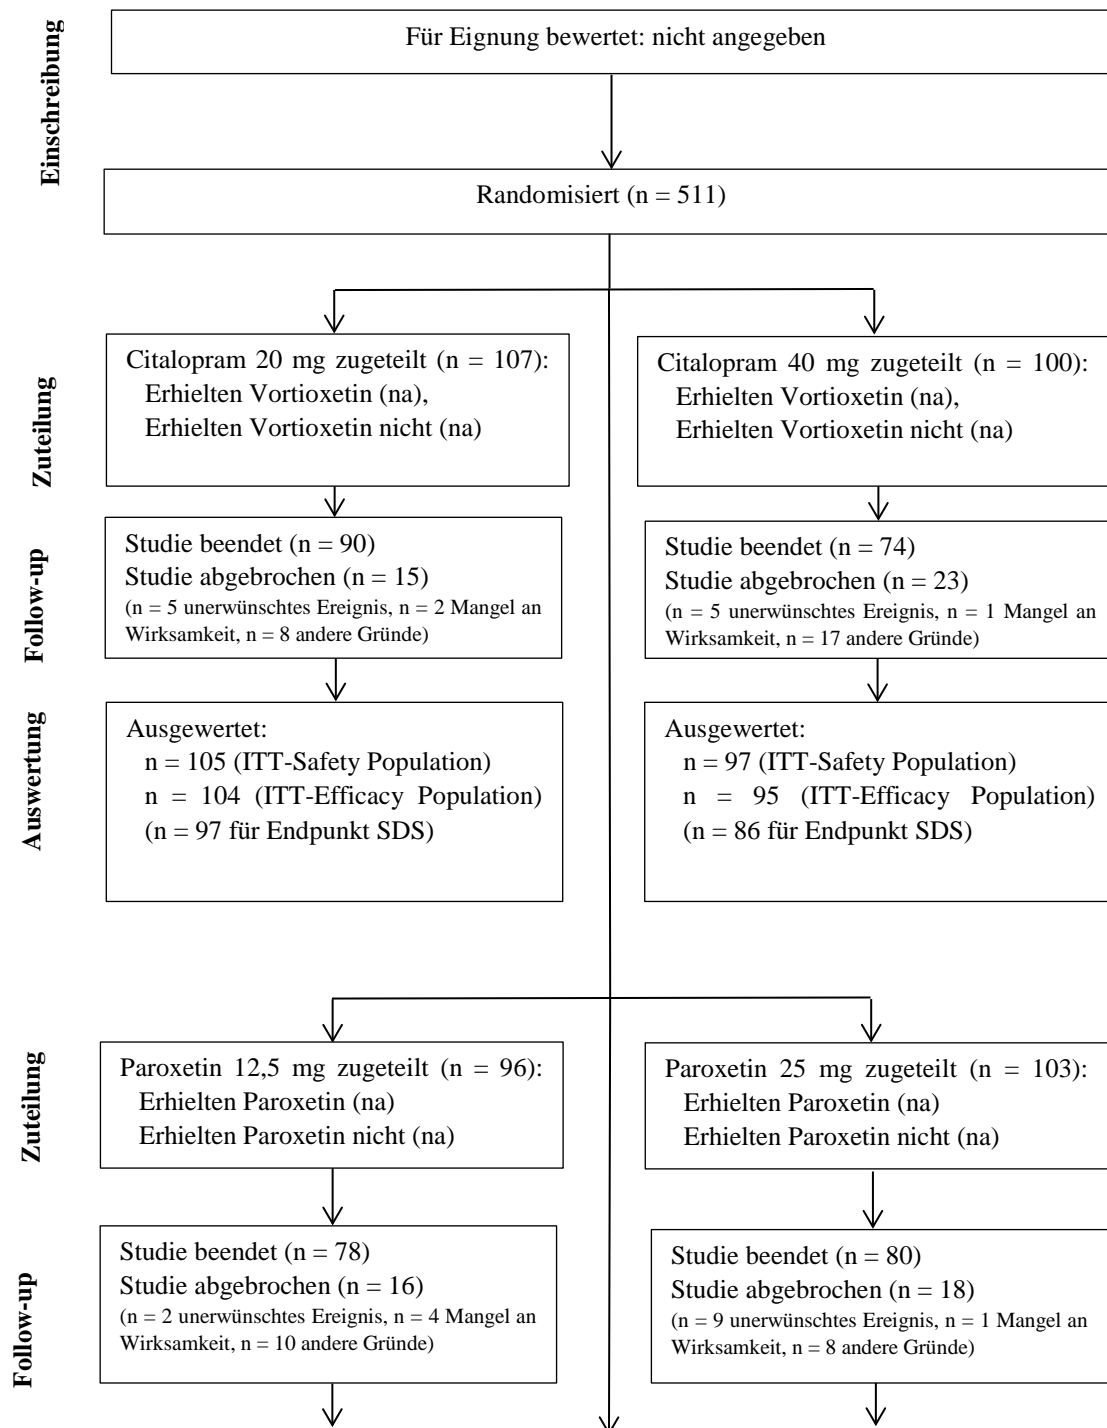 Einschreibung
Für Eignung bewertet: nicht angegeben
Randomisiert (n = 511)
Zuteilung
Citalopram 20 mg zugeteilt (n = 107):
Erhielten Vortioxetin (na),
Erhielten Vortioxetin nicht (na)
Citalopram 40 mg zugeteilt (n = 100):
Erhielten Vortioxetin (na),
Erhielten Vortioxetin nicht (na)
Follow-up
Studie beendet (n = 90)
Studie abgebrochen (n = 15)
(n = 5 unerwünschtes Ereignis, n = 2 Mangel an
Wirksamkeit, n = 8 andere Gründe)
Studie beendet (n = 74)
Studie abgebrochen (n = 23)
(n = 5 unerwünschtes Ereignis, n = 1 Mangel an
Wirksamkeit, n = 17 andere Gründe)
Auswertung
Ausgewertet:
n = 105 (ITT-Safety Population)
n = 104 (ITT-Efficacy Population)
(n = 97 für Endpunkt SDS)
Ausgewertet:
n = 97 (ITT-Safety Population)
n = 95 (ITT-Efficacy Population)
(n = 86 für Endpunkt SDS)
Zuteilung
Paroxetin 12,5 mg zugeteilt (n = 96):
Erhielten Paroxetin (na)
Erhielten Paroxetin nicht (na)
Paroxetin 25 mg zugeteilt (n = 103):
Erhielten Paroxetin (na)
Erhielten Paroxetin nicht (na)
Follow-up
Studie beendet (n = 78)
Studie abgebrochen (n = 16)
(n = 2 unerwünschtes Ereignis, n = 4 Mangel an
Wirksamkeit, n = 10 andere Gründe)
Studie beendet (n = 80)
Studie abgebrochen (n = 18)
(n = 9 unerwünschtes Ereignis, n = 1 Mangel an
Wirksamkeit, n = 8 andere Gründe)